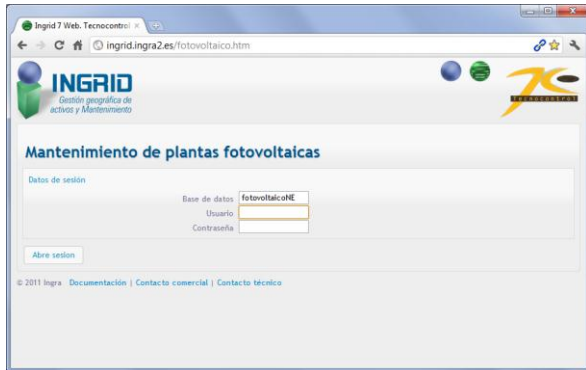 Ingrid 7 Web. Tecnocontrol
ingrid.ingra2.es/fotovoltaico.htm
INGRID
Gestión geográfica de
activos y Mantenimiento
TECNOCONTROL
Mantenimiento de plantas fotovoltaicas
Datos de sesión
Base de datos fotovoltaicoNE
Usuario
Contraseña
Abre sesion
© 2011 Ingra Documentación | Contacto comercial | Contacto técnico